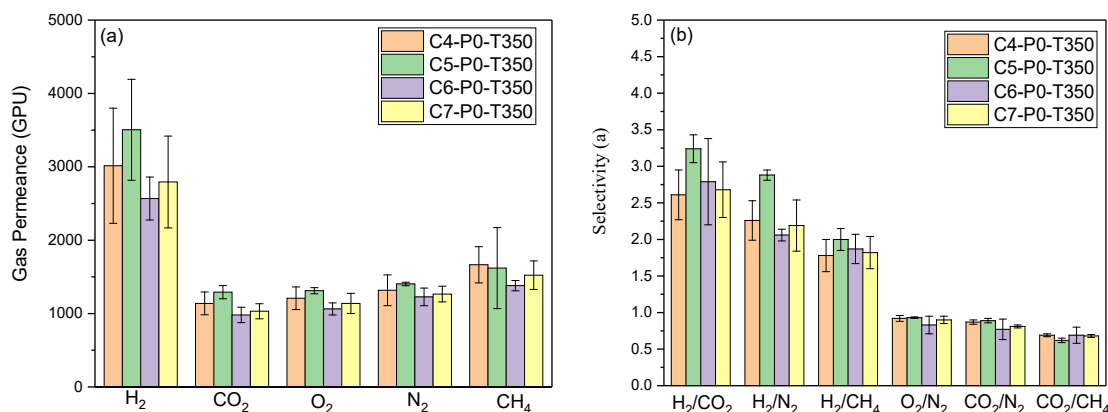 (a)
C4-P0-T350
C5-P0-T350
C6-P0-T350
C7-P0-T350
Gas Permeance (GPU)
5000
4000
3000
2000
1000
0
H₂ CO₂ O₂ N₂ CH₄
(b)
C4-P0-T350
C5-P0-T350
C6-P0-T350
C7-P0-T350
Selectivity (a)
5.0
4.5
4.0
3.5
3.0
2.5
2.0
1.5
1.0
0.5
0.0
H₂/CO₂ H₂/N₂ H₂/CH₄ O₂/N₂ CO₂/N₂ CO₂/CH₄